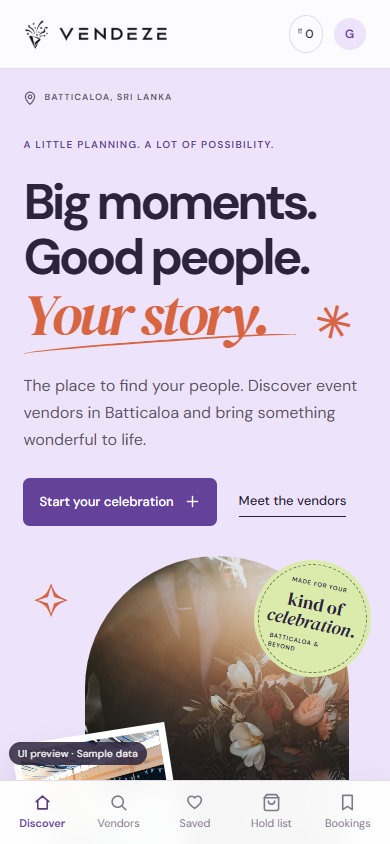 VENDEZE
0
G
BATTICALOA, SRI LANKA
A LITTLE PLANNING. A LOT OF POSSIBILITY.
Big moments.
Good people.
Your story.
The place to find your people. Discover event
vendors in Batticaloa and bring something
wonderful to life.
Start your celebration +
Meet the vendors
MADE FOR YOUR
kind of
celebration.
BATTICALOA &
BEYOND
UI preview · Sample data
Discover
Vendors
Saved
Hold list
Bookings